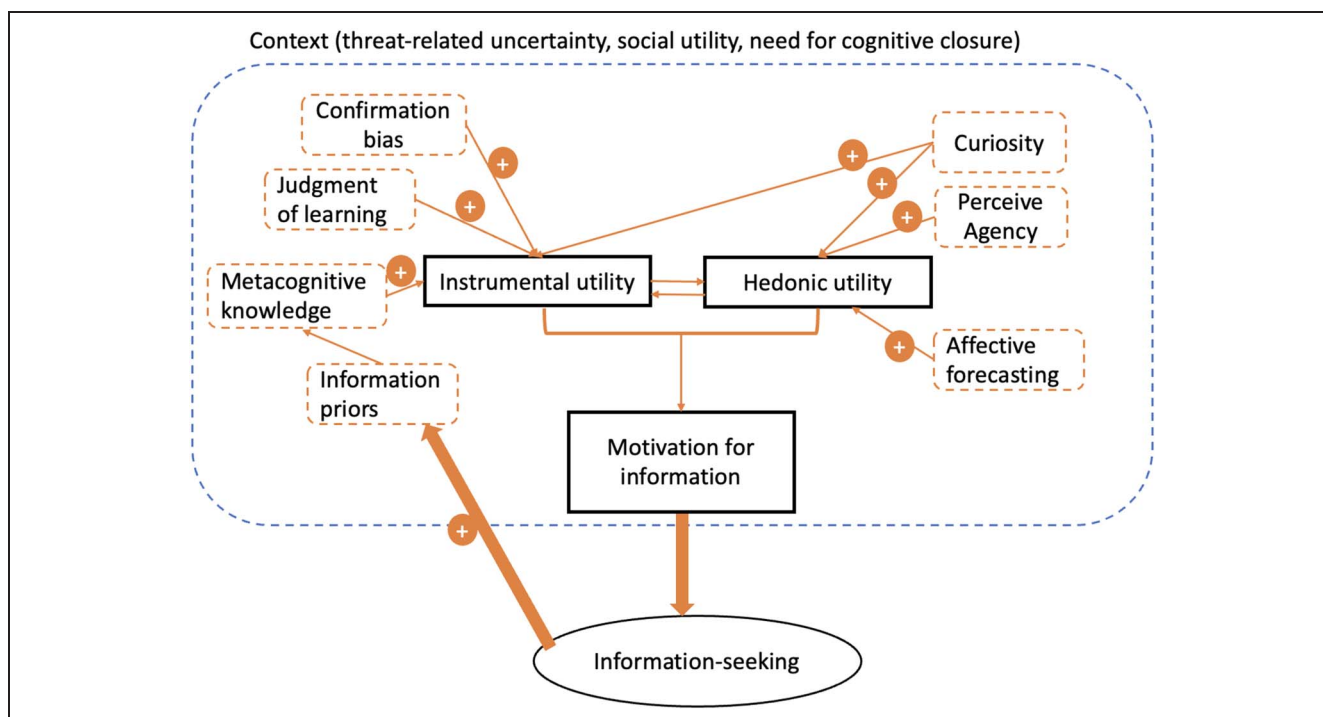 Context (threat-related uncertainty, social utility, need for cognitive closure)
Confirmation
bias
+
+
Curiosity
+
Judgment
of learning
+
Perceive
Agency
+
Metacognitive
knowledge
+
Instrumental utility
Hedonic utility
+
Affective
forecasting
Information
priors
Motivation for
information
+
Information-seeking